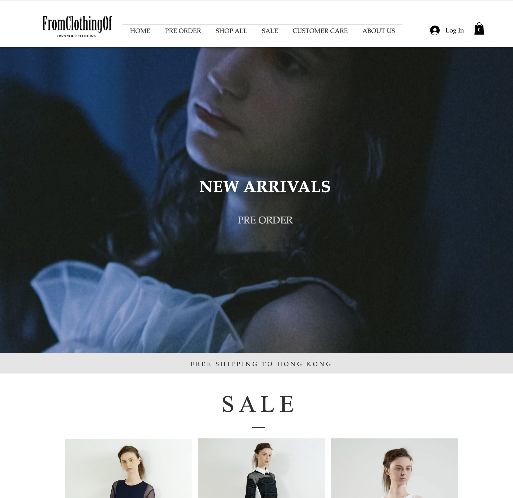 FromClothingOf
HOME PRE ORDER SHOP ALL SALE CUSTOMER CARE ABOUT US
Log In
NEW ARRIVALS
PRE ORDER
FREE SHIPPING TO HONG KONG
SALE